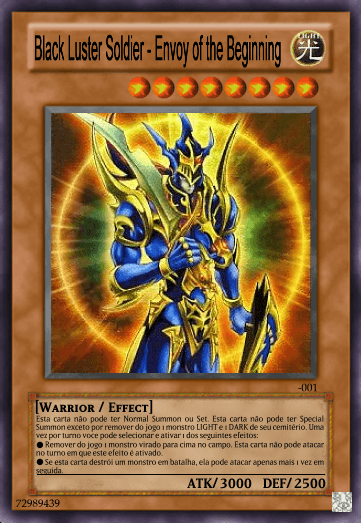 Black Luster Soldier - Envoy of the Beginning
LIGHT
光
-001
[Warrior / Effect]
Esta carta não pode ter Normal Summon ou Set. Esta carta não pode ter Special
Summon exceto por remover do jogo 1 monstro LIGHT e 1 DARK de seu cemitério. Uma
vez por turno voce pode selecionar e ativar 1 dos seguintes efeitos:
● Remover do jogo 1 monstro virado para cima no campo. Esta carta não pode atacar
no turno em que este efeito é ativado.
● Se esta carta destrói um monstro em batalha, ela pode atacar apenas mais 1 vez em
seguida.
ATK/ 3000 DEF/ 2500
72989439